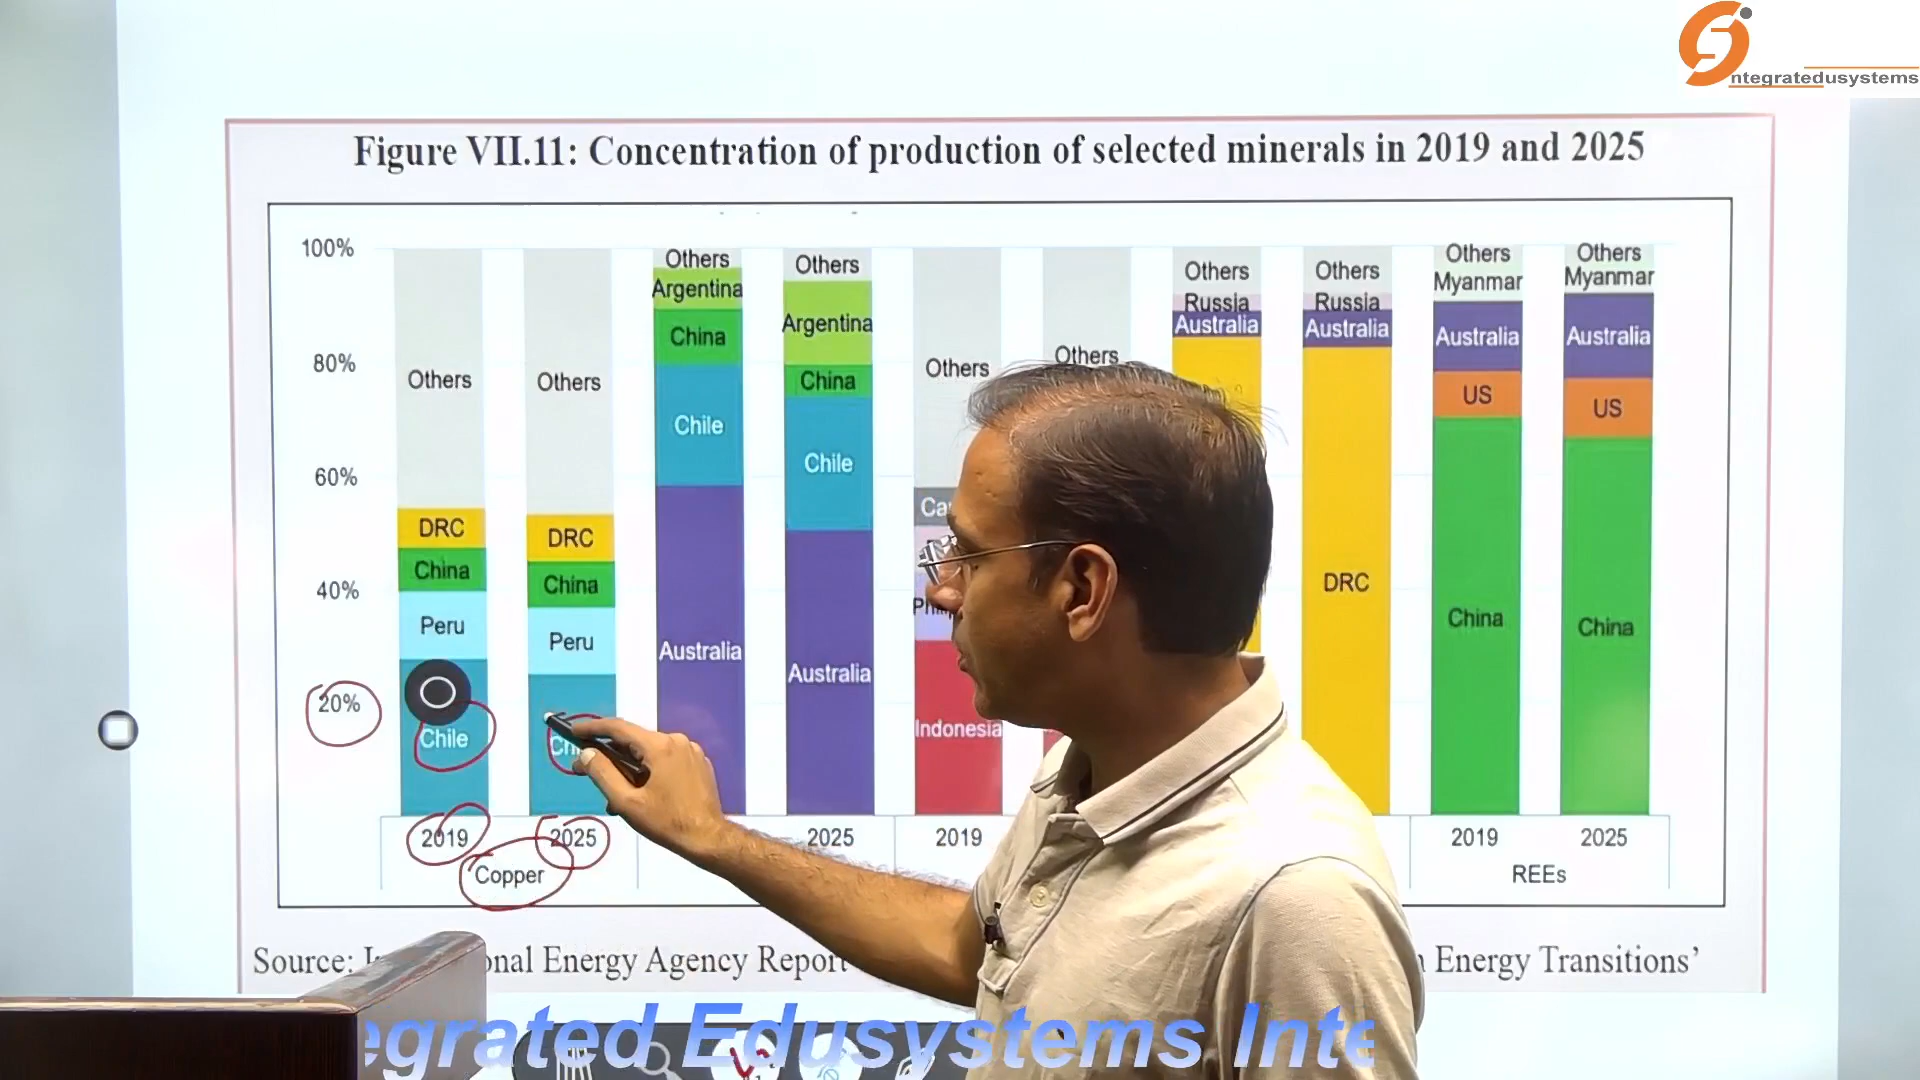 ntegratedusystems
Figure VII.11: Concentration of production of selected minerals in 2019 and 2025
100%
80%
60%
40%
20%
Others
DRC
China
Peru
Chile
Others
DRC
China
Peru
Others
Argentina
China
Chile
Australia
Others
Argentina
China
Chile
Australia
Others
Indonesia
Others
Others
Russia
Australia
Others
Russia
Australia
DRC
Others
Myanmar
Australia
US
China
Others
Myanmar
Australia
US
China
2019
2025
2025
2019
2019
2025
Copper
REEs
Source: Energy Agency Report Energy Transitions’
Edusystems